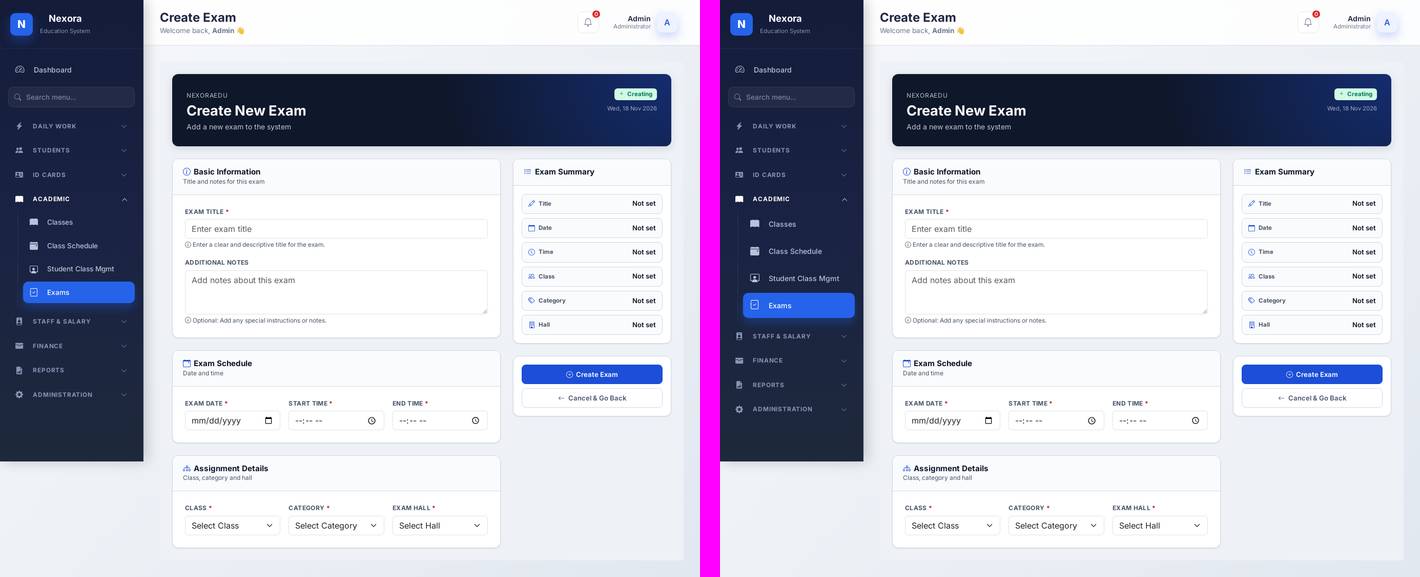 N
Nexora
Education System
Dashboard
Search menu...
DAILY WORK
STUDENTS
ID CARDS
ACADEMIC
Classes
Class Schedule
Student Class Mgmt
Exams
STAFF & SALARY
FINANCE
REPORTS
ADMINISTRATION
Create Exam
Welcome back, Admin 👋
0
Admin
Administrator
A
NEXORAEDU
Create New Exam
Add a new exam to the system
+ Creating
Wed, 18 Nov 2026
Basic Information
Title and notes for this exam
EXAM TITLE *
Enter exam title
Enter a clear and descriptive title for the exam.
ADDITIONAL NOTES
Add notes about this exam
Optional: Add any special instructions or notes.
Exam Schedule
Date and time
EXAM DATE * START TIME * END TIME *
mm/dd/yyyy --:-- -- --:-- --
Assignment Details
Class, category and hall
CLASS * CATEGORY * EXAM HALL *
Select Class Select Category Select Hall
Exam Summary
Title Not set
Date Not set
Time Not set
Class Not set
Category Not set
Hall Not set
Create Exam
← Cancel & Go Back
N
Nexora
Education System
Dashboard
Search menu...
DAILY WORK
STUDENTS
ID CARDS
ACADEMIC
Classes
Class Schedule
Student Class Mgmt
Exams
STAFF & SALARY
FINANCE
REPORTS
ADMINISTRATION
Create Exam
Welcome back, Admin 👋
0
Admin
Administrator
A
NEXORAEDU
Create New Exam
Add a new exam to the system
+ Creating
Wed, 18 Nov 2026
Basic Information
Title and notes for this exam
EXAM TITLE *
Enter exam title
Enter a clear and descriptive title for the exam.
ADDITIONAL NOTES
Add notes about this exam
Optional: Add any special instructions or notes.
Exam Schedule
Date and time
EXAM DATE * START TIME * END TIME *
mm/dd/yyyy --:-- -- --:-- --
Assignment Details
Class, category and hall
CLASS * CATEGORY * EXAM HALL *
Select Class Select Category Select Hall
Exam Summary
Title Not set
Date Not set
Time Not set
Class Not set
Category Not set
Hall Not set
Create Exam
← Cancel & Go Back